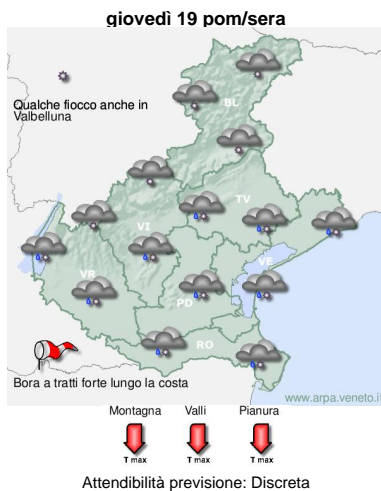 giovedì 19 pom/sera
BL
Qualche fiocco anche in
Valbelluna
TV
VI
VE
VR
PD
RO
Bora a tratti forte lungo la costa
www.arpa.veneto.it
Montagna Valli Pianura
T max T max T max
Attendibilità previsione: Discreta